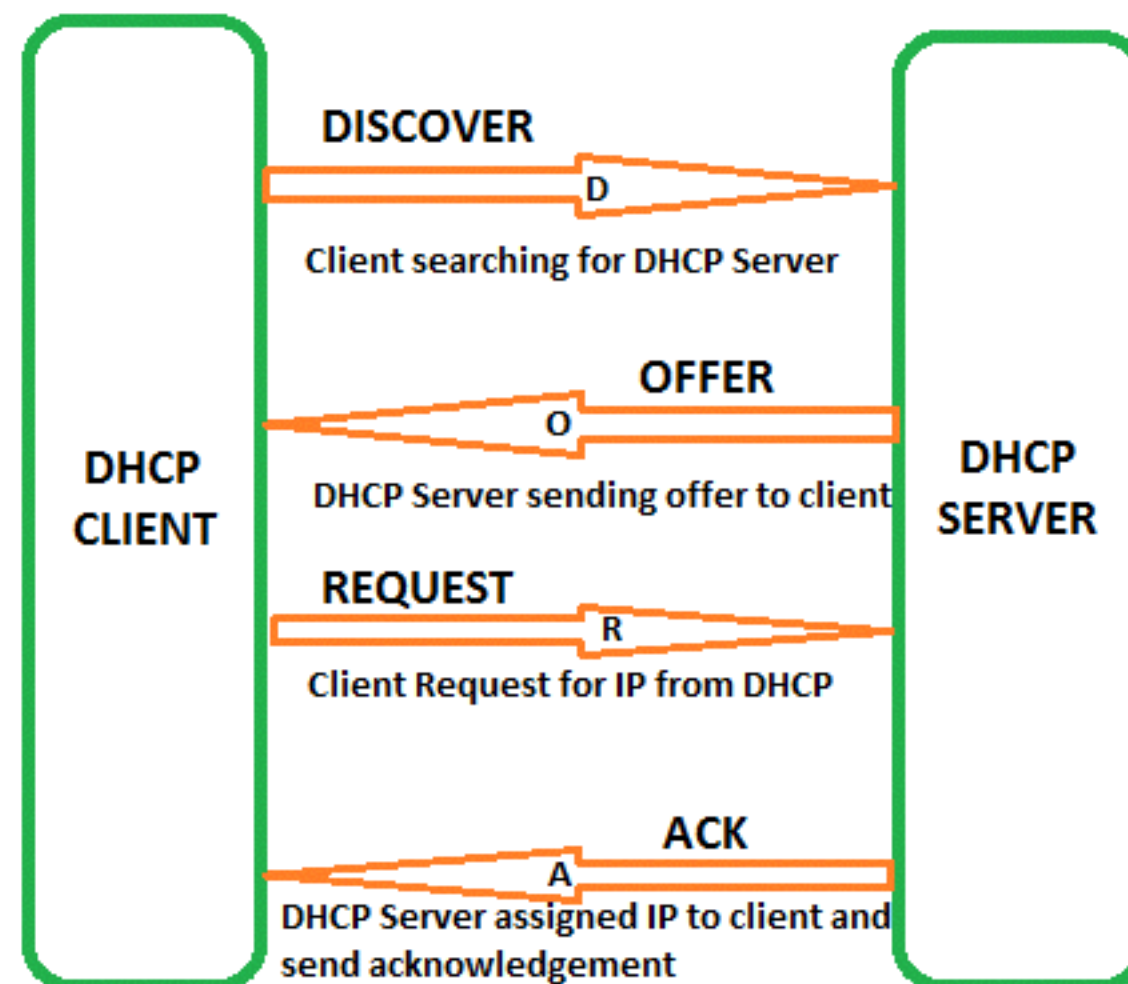 DISCOVER
D
Client searching for DHCP Server
OFFER
O
DHCP Server sending offer to client
DHCP
CLIENT
DHCP
SERVER
REQUEST
R
Client Request for IP from DHCP
ACK
A
DHCP Server assigned IP to client and
send acknowledgement